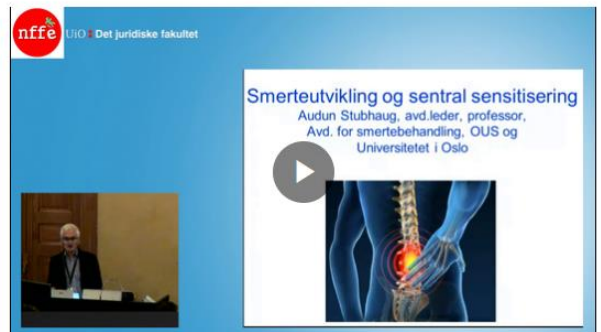 nffe
UiO Det juridiske fakultet
Smerteutvikling og sentral sensitisering
Audun Stubhaug, avd.leder, professor,
Avd. for smertebehandling, OUS og
Universitetet i Oslo